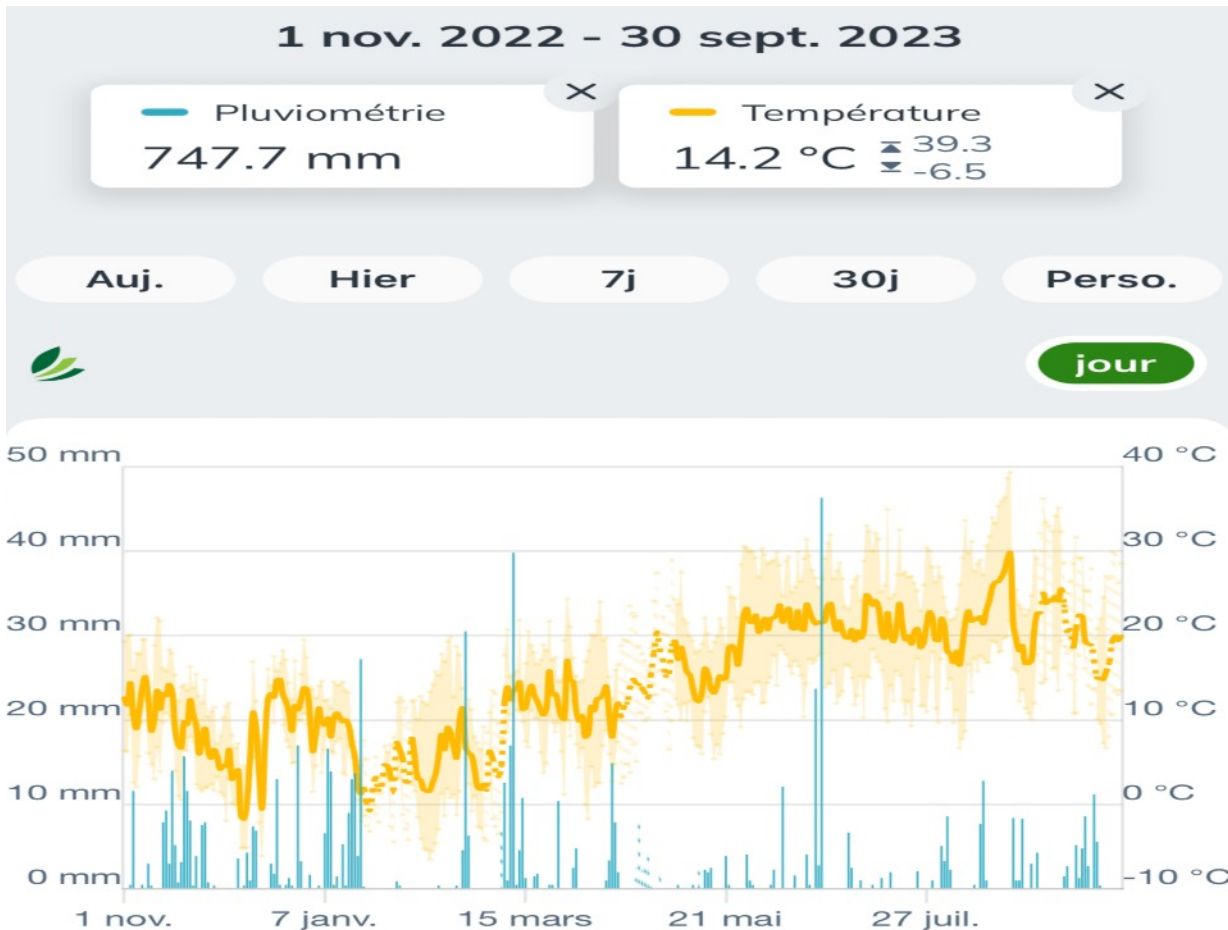 1 nov. 2022 - 30 sept. 2023
Pluviométrie
747.7 mm
Température
14.2 °C
39.3
-6.5
Auj.
Hier
7j
30j
Perso.
jour
50 mm
40 °C
40 mm
30 °C
30 mm
20 °C
20 mm
10 °C
10 mm
0 °C
0 mm
-10 °C
1 nov.
7 janv.
15 mars
21 mai
27 juil.